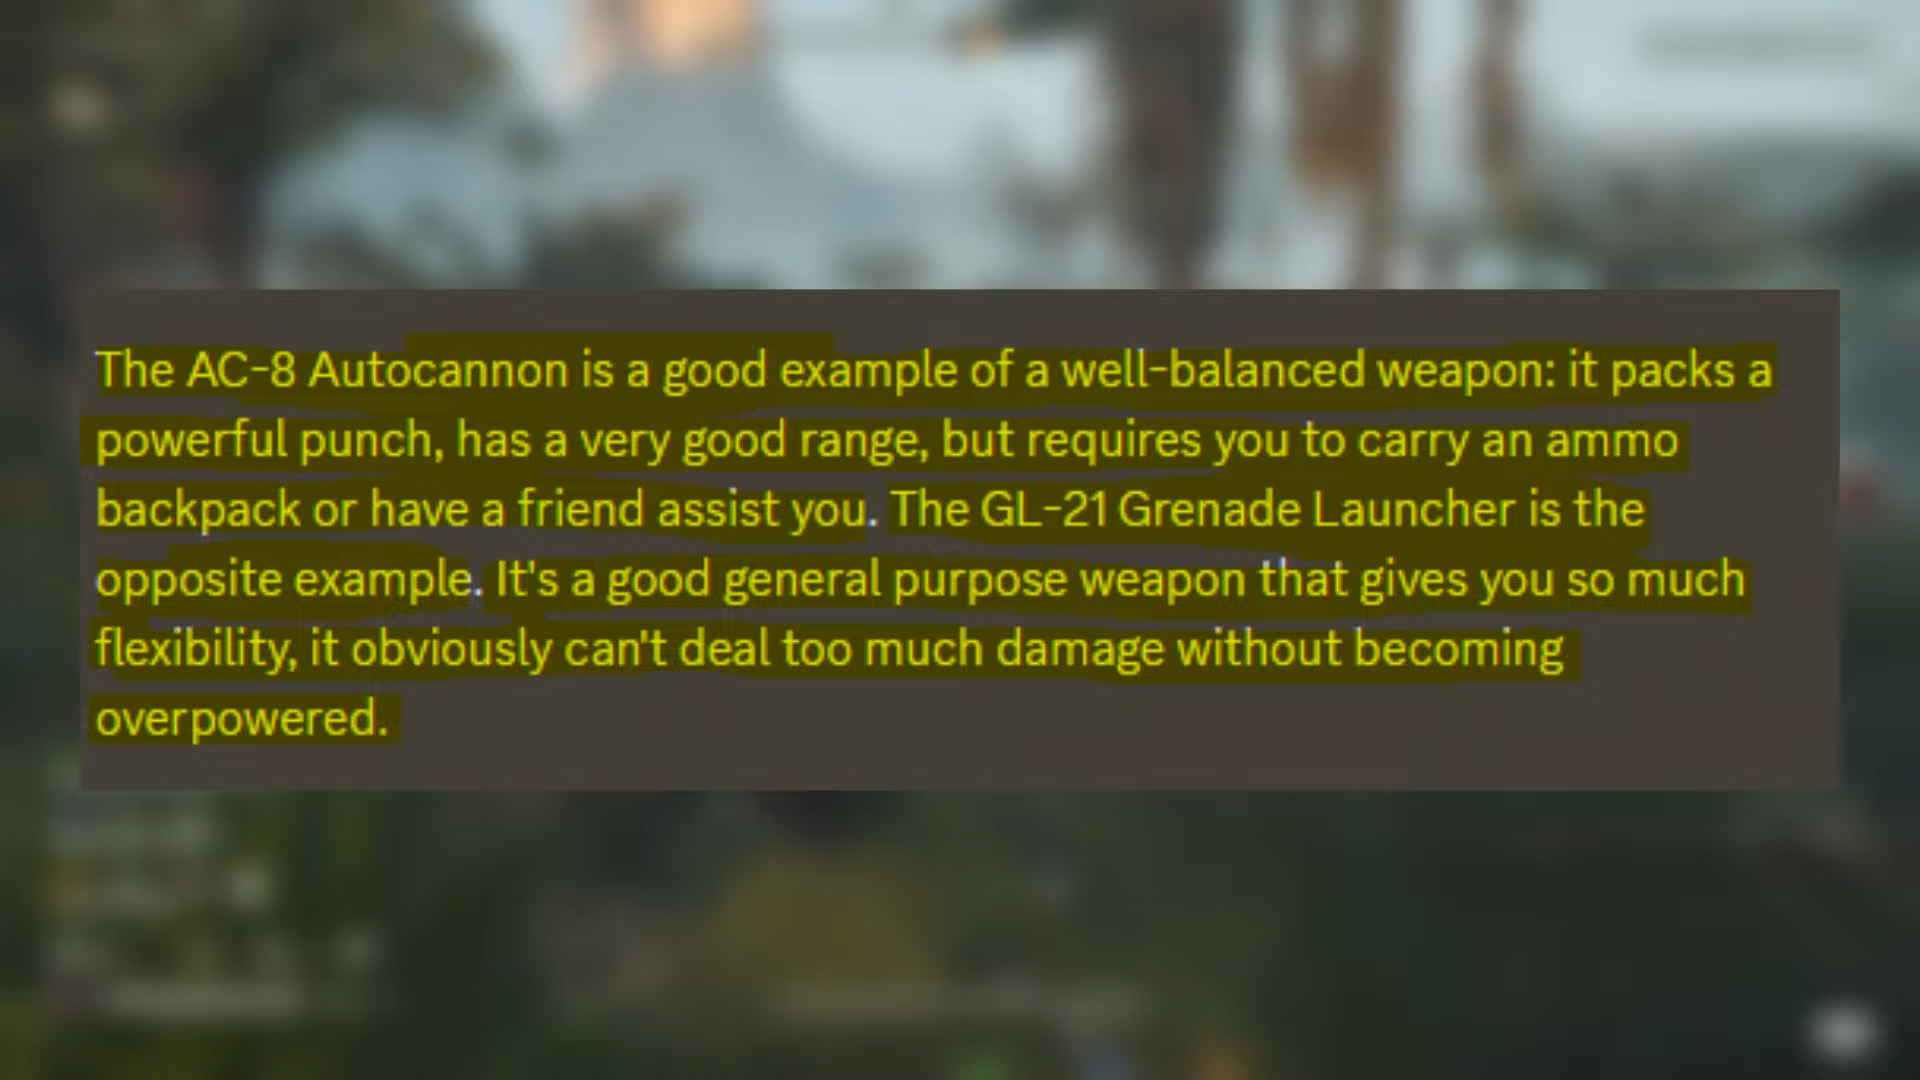 The AC-8 Autocannon is a good example of a well-balanced weapon: it packs a
powerful punch, has a very good range, but requires you to carry an ammo
backpack or have a friend assist you. The GL-21 Grenade Launcher is the
opposite example. It's a good general purpose weapon that gives you so much
flexibility, it obviously can't deal too much damage without becoming
overpowered.